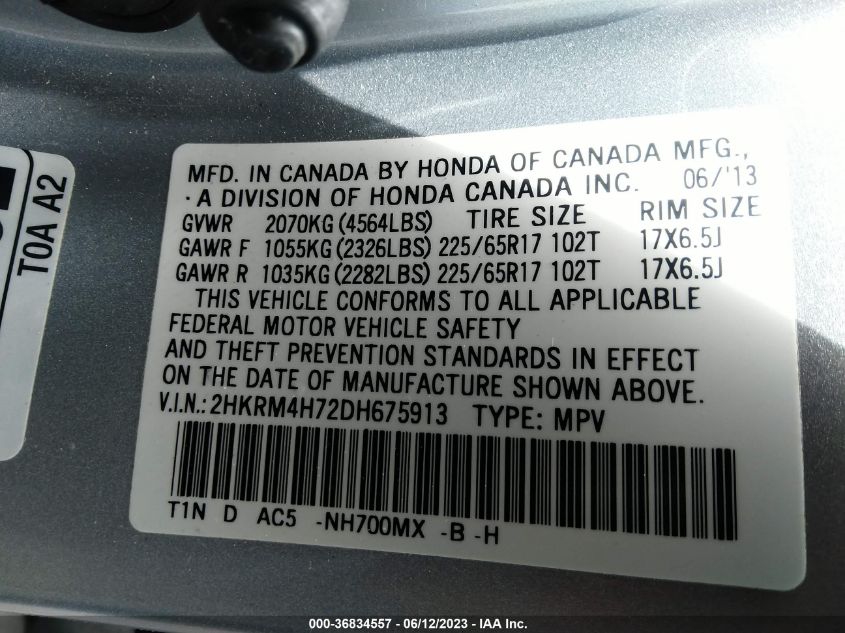 MFD. IN CANADA BY HONDA OF CANADA MFG.,
· A DIVISION OF HONDA CANADA INC. 06/'13
GVWR 2070KG (4564LBS) TIRE SIZE RIM SIZE
GAWR F 1055KG (2326LBS) 225/65R17 102T 17X6.5J
GAWR R 1035KG (2282LBS) 225/65R17 102T 17X6.5J
THIS VEHICLE CONFORMS TO ALL APPLICABLE
FEDERAL MOTOR VEHICLE SAFETY
AND THEFT PREVENTION STANDARDS IN EFFECT
ON THE DATE OF MANUFACTURE SHOWN ABOVE.
V.I.N.: 2HKRM4H72DH675913 TYPE: MPV
T1N D AC5 -NH700MX -B -H
T0A A2
000-36834557 - 06/12/2023 - IAA Inc.